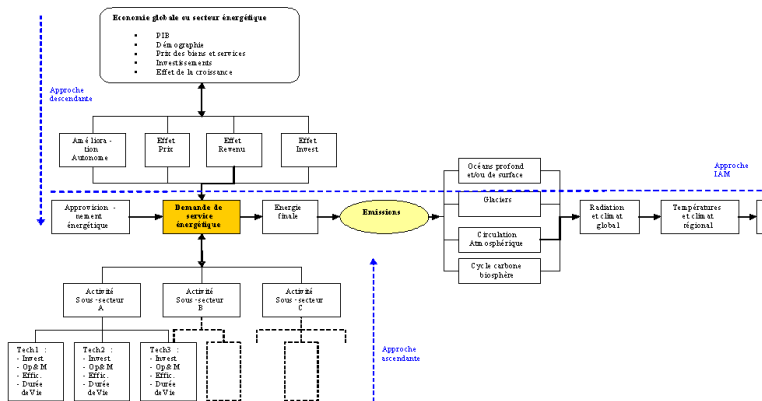 Economie globale ou secteur énergétique
• PIB
• Démographie
• Prix des biens et services
• Investissements
• Effet de la croissance
Approche
descendante
Amé liora -
tion
Autonome
Effet
Prix
Effet
Revenu
Effet
Invest
Océans profond
et/ou de surface
Approche
IAM
Approvision -
nement
énergétique
Demande de
service
énergétique
Energie
finale
Emissions
Glaciers
Circulation
Atmosphérique
Cycle carbone
biosphère
Radiation
et climat
global
Températures
et climat
régional
Activité
Sous -secteur
A
Activité
Sous -secteur
B
Activité
Sous -secteur
C
Approche
ascendante
Tech1 :
- Invest
- Op&M
- Effic.
- Durée
de Vie
Tech2 :
- Invest
- Op&M
- Effic.
- Durée
de Vie
Tech3 :
- Invest
- Op&M
- Effic.
- Durée
de Vie